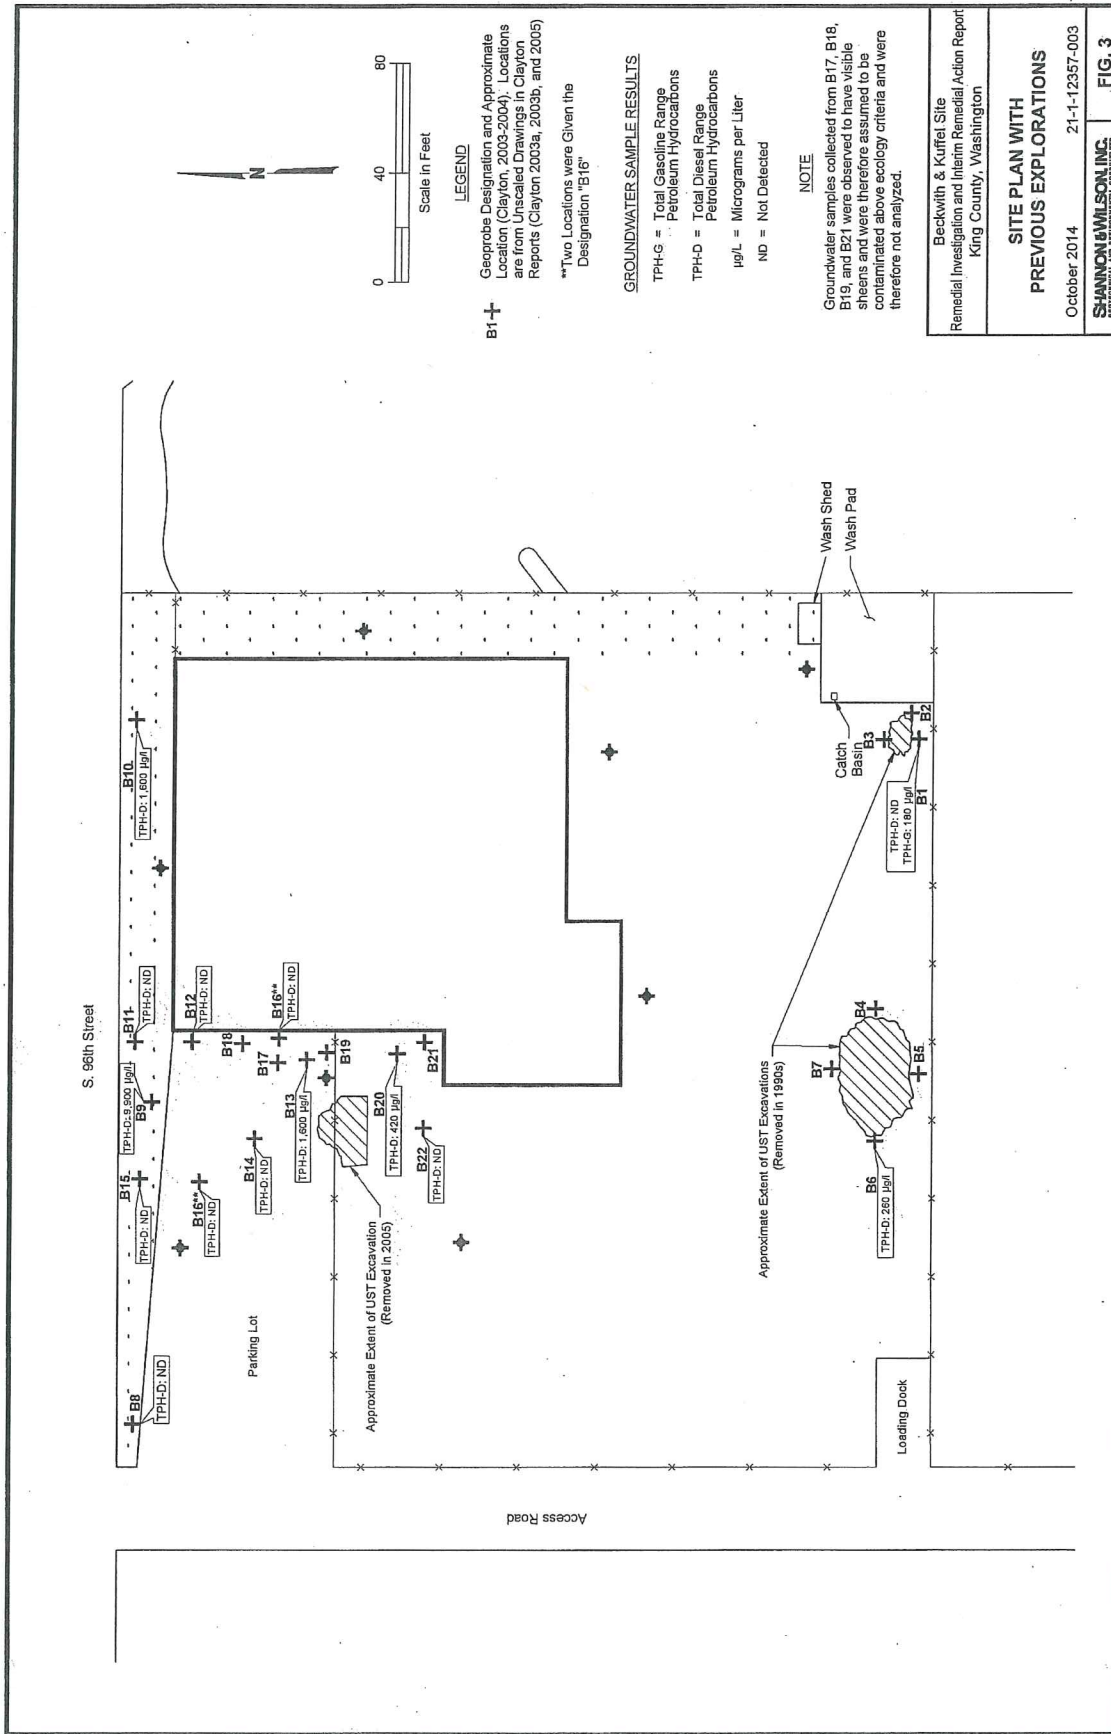 S. 96th Street
B8
TPH-D: ND
B15
TPH-D: ND
TPH-D: 9,900 µg/l
B9
B11
TPH-D: ND
B10
TPH-D: 1,600 µg/l
B16**
TPH-D: ND
B14
TPH-D: ND
B12
TPH-D: ND
B18
B17
B16**
TPH-D: ND
B13
TPH-D: 1,600 µg/l
B19
B20
TPH-D: 420 µg/l
B21
B22
TPH-D: ND
Parking Lot
Approximate Extent of UST Excavation
(Removed in 2005)
Access Road
Approximate Extent of UST Excavations
(Removed in 1990s)
B7
B4
B5
B6
TPH-D: 260 µg/l
Loading Dock
Catch
Basin
B3
B2
TPH-D: ND
TPH-G: 180 µg/l
B1
Wash Shed
Wash Pad
N
0
40
80
Scale in Feet
LEGEND
B1
Geoprobe Designation and Approximate
Location (Clayton, 2003-2004). Locations
are from Unscaled Drawings in Clayton
Reports (Clayton 2003a, 2003b, and 2005)
**Two Locations were Given the
Designation "B16"
GROUNDWATER SAMPLE RESULTS
TPH-G = Total Gasoline Range
Petroleum Hydrocarbons
TPH-D = Total Diesel Range
Petroleum Hydrocarbons
µg/L = Micrograms per Liter
ND = Not Detected
NOTE
Groundwater samples collected from B17, B18,
B19, and B21 were observed to have visible
sheens and were therefore assumed to be
contaminated above ecology criteria and were
therefore not analyzed.
Beckwith & Kuffel Site
Remedial Investigation and Interim Remedial Action Report
King County, Washington
SITE PLAN WITH
PREVIOUS EXPLORATIONS
October 2014
21-1-12357-003
SHANNON & WILSON, INC.
FIG. 3